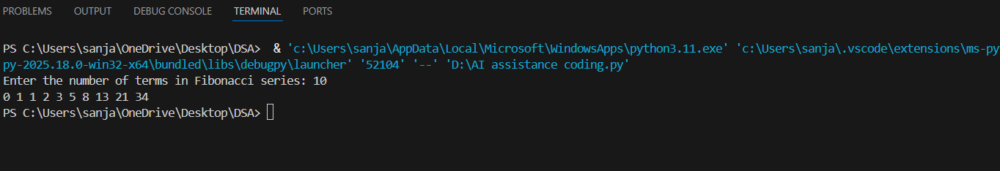 PROBLEMS OUTPUT DEBUG CONSOLE TERMINAL PORTS
PS C:\Users\sanja\OneDrive\Desktop\DSA>  & 'c:\Users\sanja\AppData\Local\Microsoft\WindowsApps\python3.11.exe' 'c:\Users\sanja\.vscode\extensions\ms-py
py-2025.18.0-win32-x64\bundled\libs\debugpy\launcher' '52104' '--' 'D:\AI assistance coding.py'
Enter the number of terms in Fibonacci series: 10
0 1 1 2 3 5 8 13 21 34
PS C:\Users\sanja\OneDrive\Desktop\DSA>